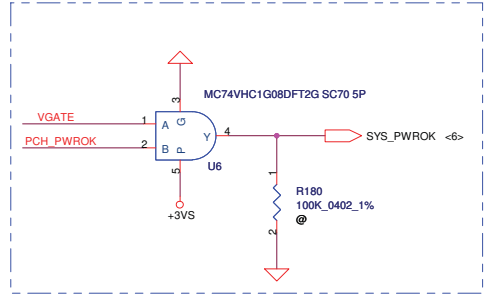 3
MC74VHC1G08DFT2G SC70 5P
VGATE
1
A
G
Y
4
SYS_PWROK <6>
PCH_PWROK
2
B
P
U6
5
+3VS
1
R180
100K_0402_1%
@
2